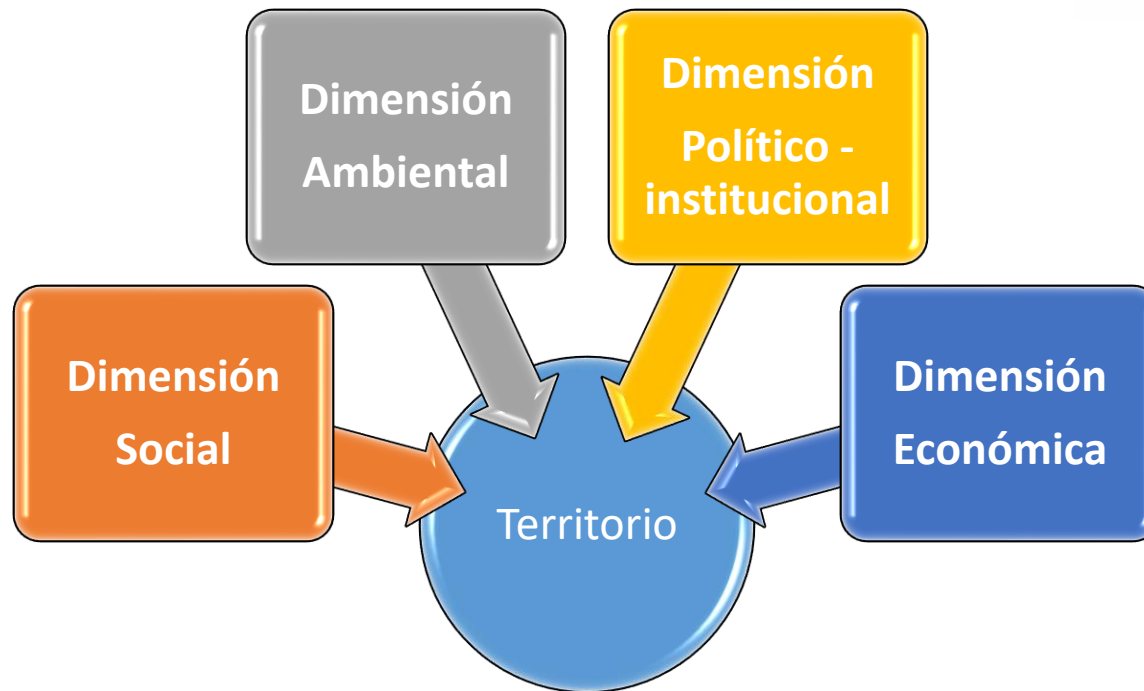 Dimensión
Ambiental
Dimensión
Político -
institucional
Dimensión
Social
Dimensión
Económica
Territorio